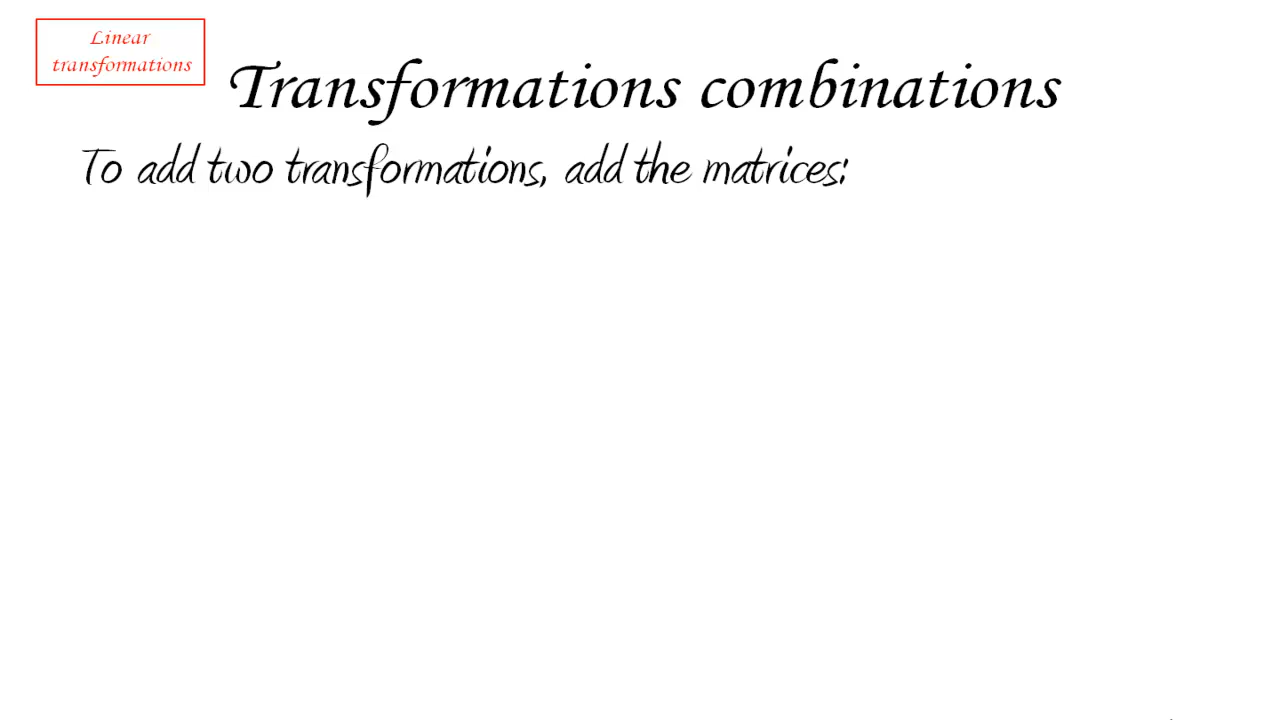 Linear
transformations
Transformations combinations
To add two transformations, add the matrices: